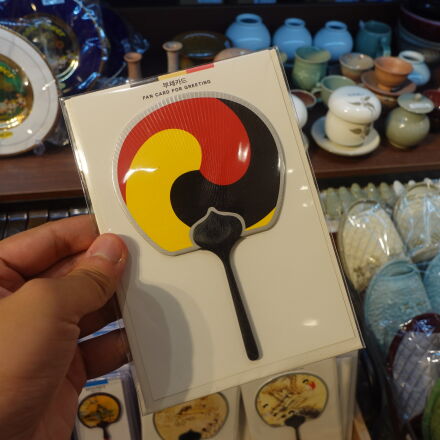 부채카드
FAN CARD FOR GREETING